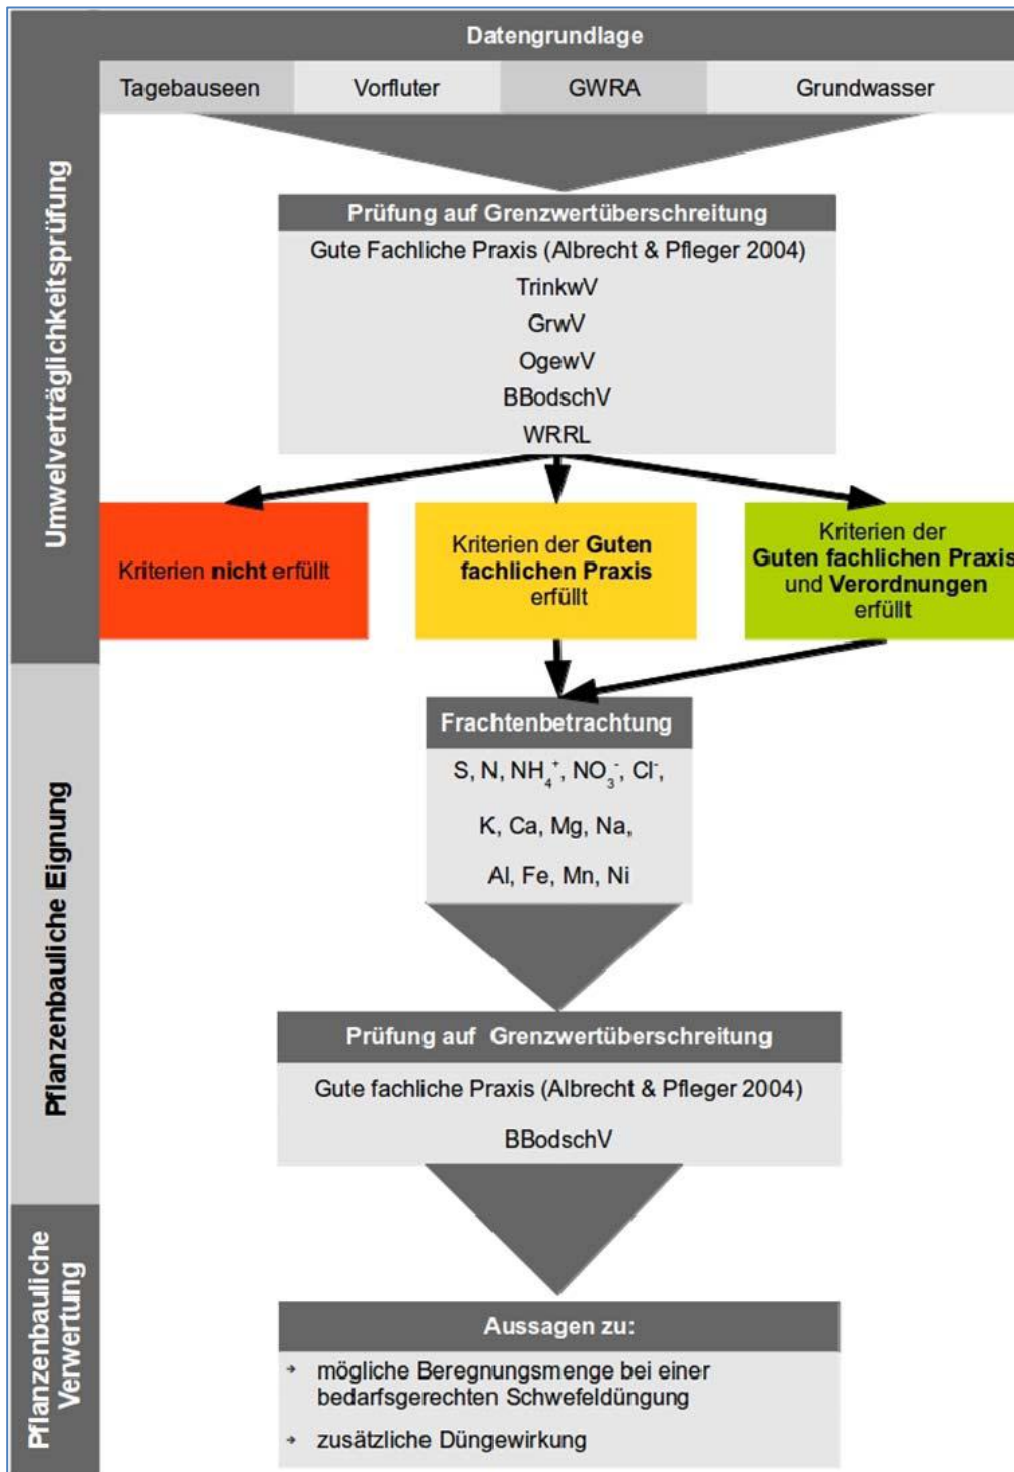 Datengrundlage
Tagebauseen Vorfluter GWRA Grundwasser
Umwelverträglichkeitsprüfung
Prüfung auf Grenzwertüberschreitung
Gute Fachliche Praxis (Albrecht & Pfleger 2004)
TrinkwV
GrwV
OgewV
BBodschV
WRRL
Kriterien nicht erfüllt
Kriterien der Guten
fachlichen Praxis
erfüllt
Kriterien der
Guten fachlichen Praxis
und Verordnungen
erfüllt
Pflanzenbauliche Eignung
Frachtenbetrachtung
S, N, NH₄⁺, NO₃⁻, Cl⁻,
K, Ca, Mg, Na,
Al, Fe, Mn, Ni
Prüfung auf Grenzwertüberschreitung
Gute fachliche Praxis (Albrecht & Pfleger 2004)
BBodschV
Pflanzenbauliche
Verwertung
Aussagen zu:
→ mögliche Beregnungsmenge bei einer
bedarfsgerechten Schwefeldüngung
→ zusätzliche Düngewirkung